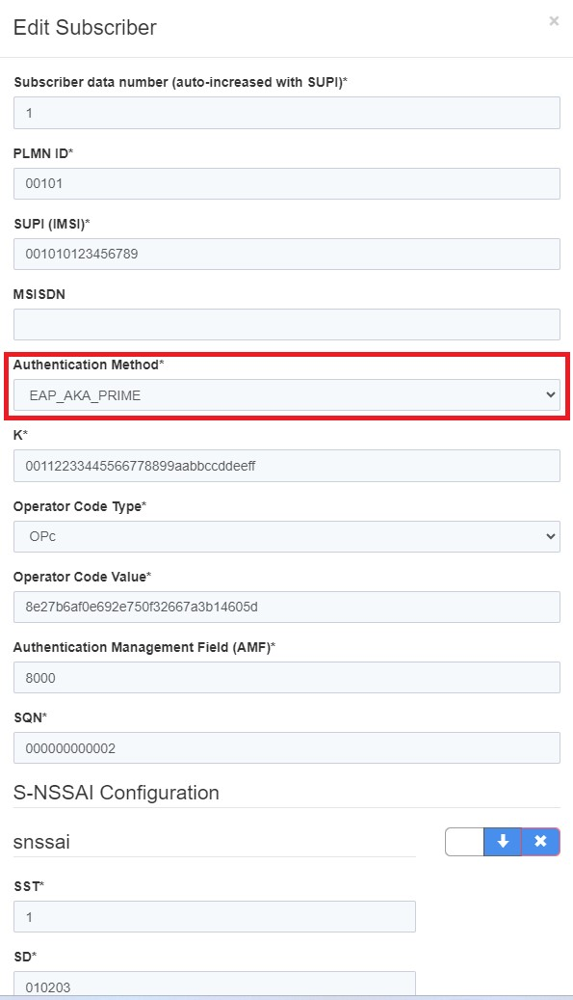 Edit Subscriber
×
Subscriber data number (auto-increased with SUPI)*
1
PLMN ID*
00101
SUPI (IMSI)*
001010123456789
MSISDN
Authentication Method*
EAP_AKA_PRIME
K*
00112233445566778899aabbccddeeff
Operator Code Type*
OPc
Operator Code Value*
8e27b6af0e692e750f32667a3b14605d
Authentication Management Field (AMF)*
8000
SQN*
000000000002
S-NSSAI Configuration
snssai
SST*
1
SD*
010203